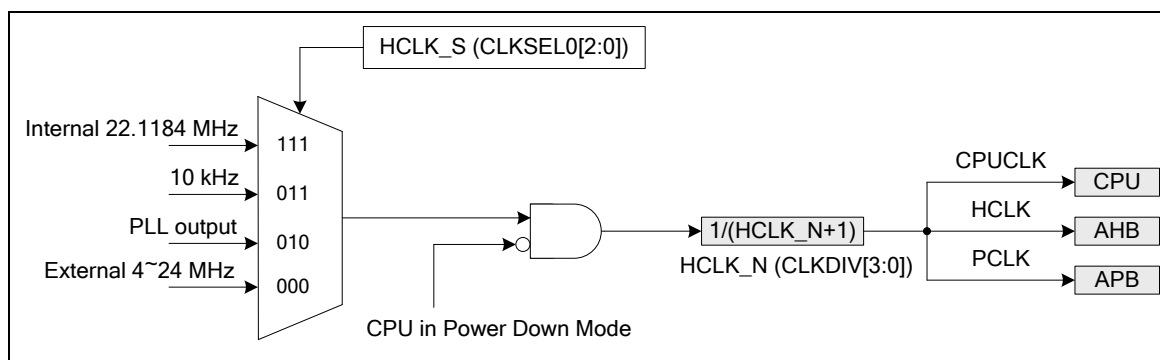 HCLK_S (CLKSEL0[2:0])
Internal 22.1184 MHz
111
10 kHz
011
PLL output
010
External 4~24 MHz
000
CPU in Power Down Mode
1/(HCLK_N+1)
HCLK_N (CLKDIV[3:0])
CPUCLK
CPU
HCLK
AHB
PCLK
APB